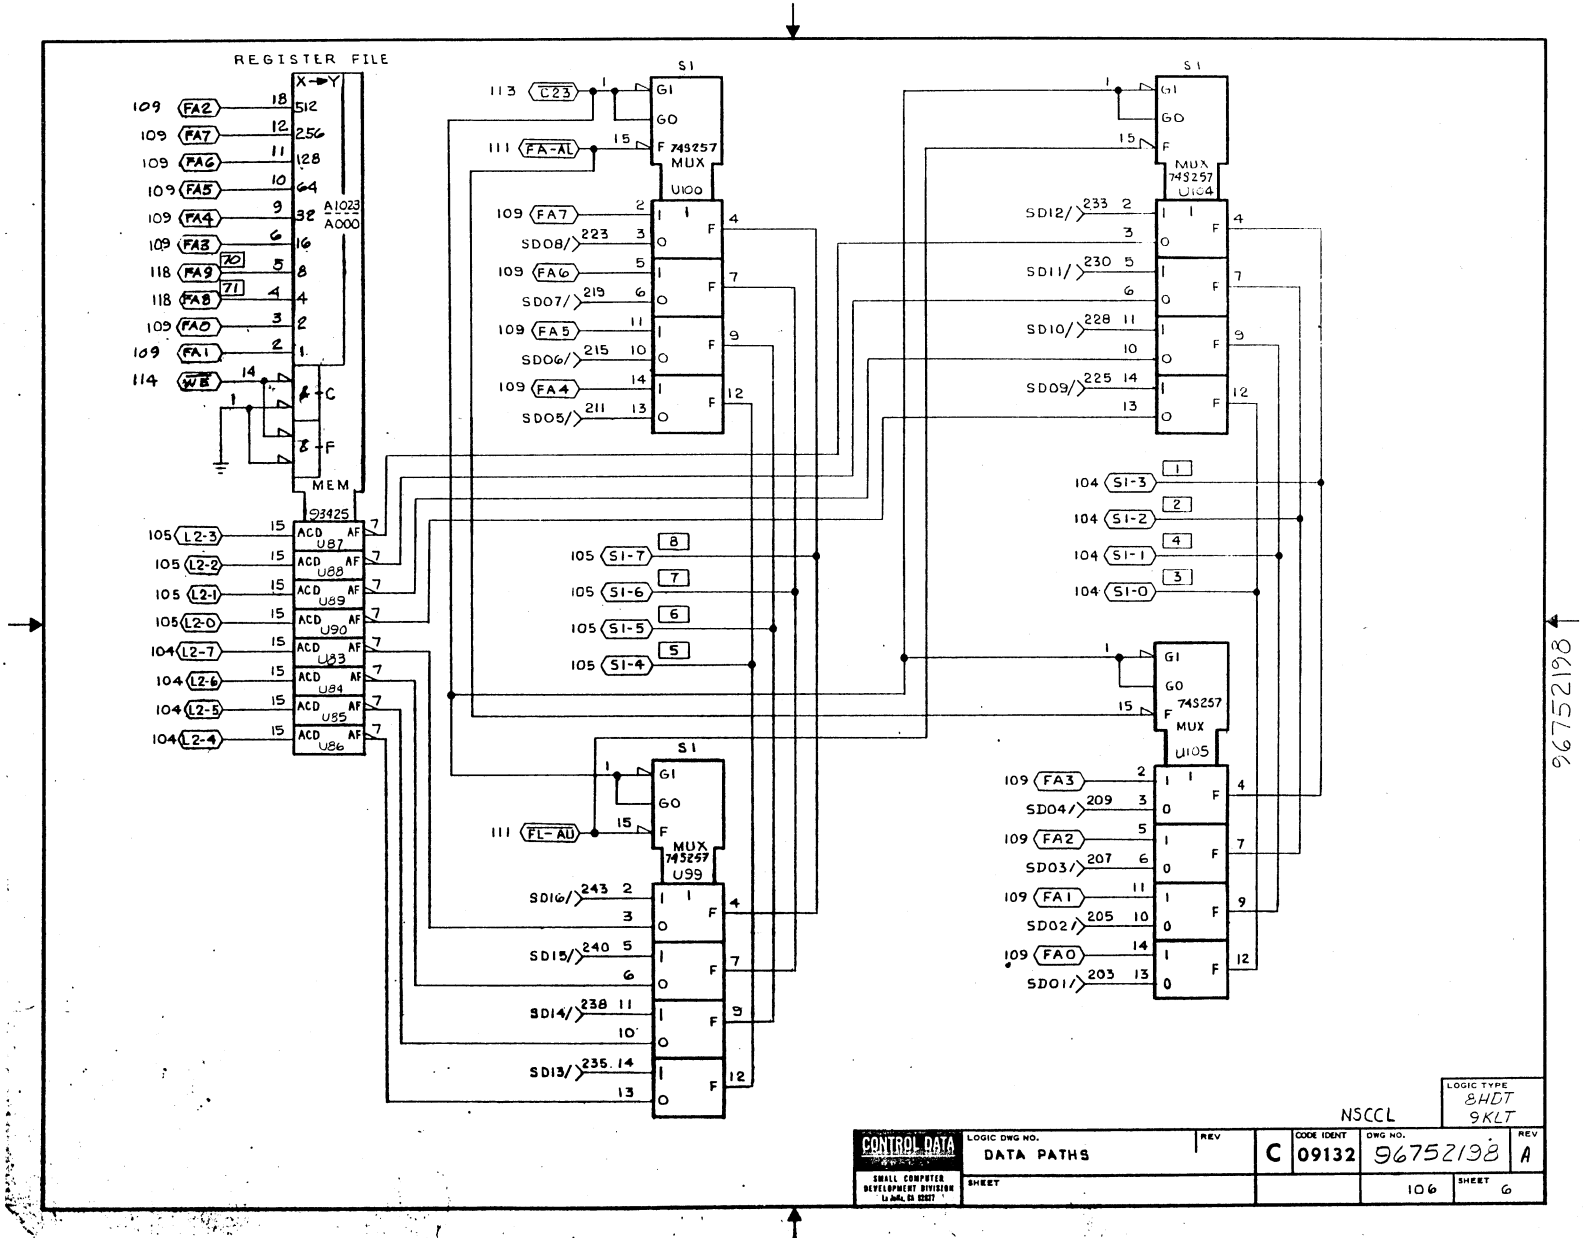 REGISTER FILE
X→Y
109 FA2 18 512
109 FA7 12 256
109 FA6 11 128
109 FA5 10 64
109 FA4 9 32
109 FA3 6 16
118 FA9 70 5 8
118 FA8 71 4 4
109 FA0 3 2
109 FA1 2 1
A1023
A000
114 WE 14
& C
1
& F
MEM
93425
105 L2-3 15 ACD AF 7
U87
105 L2-2 15 ACD AF 7
U88
105 L2-1 15 ACD AF 7
U89
105 L2-0 15 ACD AF 7
U90
104 L2-7 15 ACD AF 7
U83
104 L2-6 15 ACD AF 7
U84
104 L2-5 15 ACD AF 7
U85
104 L2-4 15 ACD AF 7
U86
S1
113 C23 1 G1
G0
111 FA-AL 15 F 74S257
MUX
U100
109 FA7 2 1 1 F 4
SD08/ 223 3 0
109 FA6 5 1 F 7
SD07/ 219 6 0
109 FA5 11 1 F 9
SD06/ 215 10 0
109 FA4 14 1 F 12
SD05/ 211 13 0
8
105 S1-7
7
105 S1-6
6
105 S1-5
5
105 S1-4
S1
1 G1
G0
111 FL-AU 15 F
MUX
74S257
U99
SD16/ 243 2 1 1 F 4
3 0
SD15/ 240 5 1 F 7
6 0
SD14/ 238 11 1 F 9
10 0
SD13/ 235 14 1 F 12
13 0
S1
1 G1
G0
15 F
MUX
74S257
U104
SD12/ 233 2 1 1 F 4
3 0
SD11/ 230 5 1 F 7
6 0
SD10/ 228 11 1 F 9
10 0
SD09/ 225 14 1 F 12
13 0
1
104 S1-3
2
104 S1-2
4
104 S1-1
3
104 S1-0
1 G1
G0
15 F 74S257
MUX
U105
109 FA3 2 1 1 F 4
SD04/ 209 3 0
109 FA2 5 1 F 7
SD03/ 207 6 0
109 FA1 11 1 F 9
SD02/ 205 10 0
109 FA0 14 1 F 12
SD01/ 203 13 0
96752198
LOGIC TYPE
8HDT
9KLT
NSCCL
CONTROL DATA
SMALL COMPUTER
DEVELOPMENT DIVISION
La Jolla, CA 92037
LOGIC DWG NO.
DATA PATHS
REV
SHEET
C
CODE IDENT
09132
DWG NO.
96752198
REV
A
106
SHEET 6